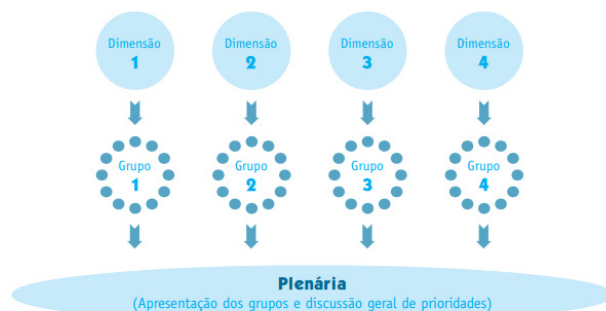 Dimensão
1
Dimensão
2
Dimensão
3
Dimensão
4
Grupo
1
Grupo
2
Grupo
3
Grupo
4
Plenária
(Apresentação dos grupos e discussão geral de prioridades)